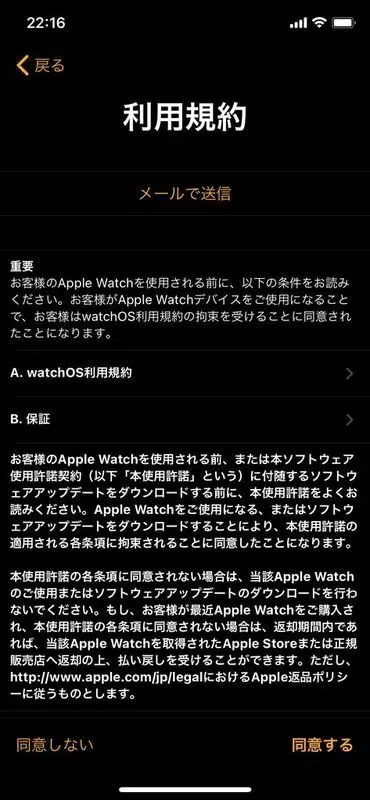 22:16
戻る
利用規約
メールで送信
重要
お客様のApple Watchを使用される前に、以下の条件をお読み
ください。お客様がApple Watchデバイスをご使用になること
で、お客様はwatchOS利用規約の拘束を受けることに同意され
たことになります。
A. watchOS利用規約
B. 保証
お客様のApple Watchを使用される前、または本ソフトウェア
使用許諾契約（以下「本使用許諾」という）に付随するソフトウ
ェアアップデートをダウンロードする前に、本使用許諾をよくお
読みください。Apple Watchをご使用になる、またはソフトウ
ェアアップデートをダウンロードすることにより、本使用許諾の
適用される各条項に拘束されることに同意したことになります。
本使用許諾の各条項に同意されない場合は、当該Apple Watch
のご使用またはソフトウェアアップデートのダウンロードを行わ
ないでください。もし、お客様が最近Apple Watchをご購入さ
れ、本使用許諾の各条項に同意されない場合は、返却期間内であ
れば、当該Apple Watchを取得されたApple Storeまたは正規
販売店へ返却の上、払い戻しを受けることができます。ただし、
http://www.apple.com/jp/legalにおけるApple返品ポリシ
ーに従うものとします。
同意しない
同意する